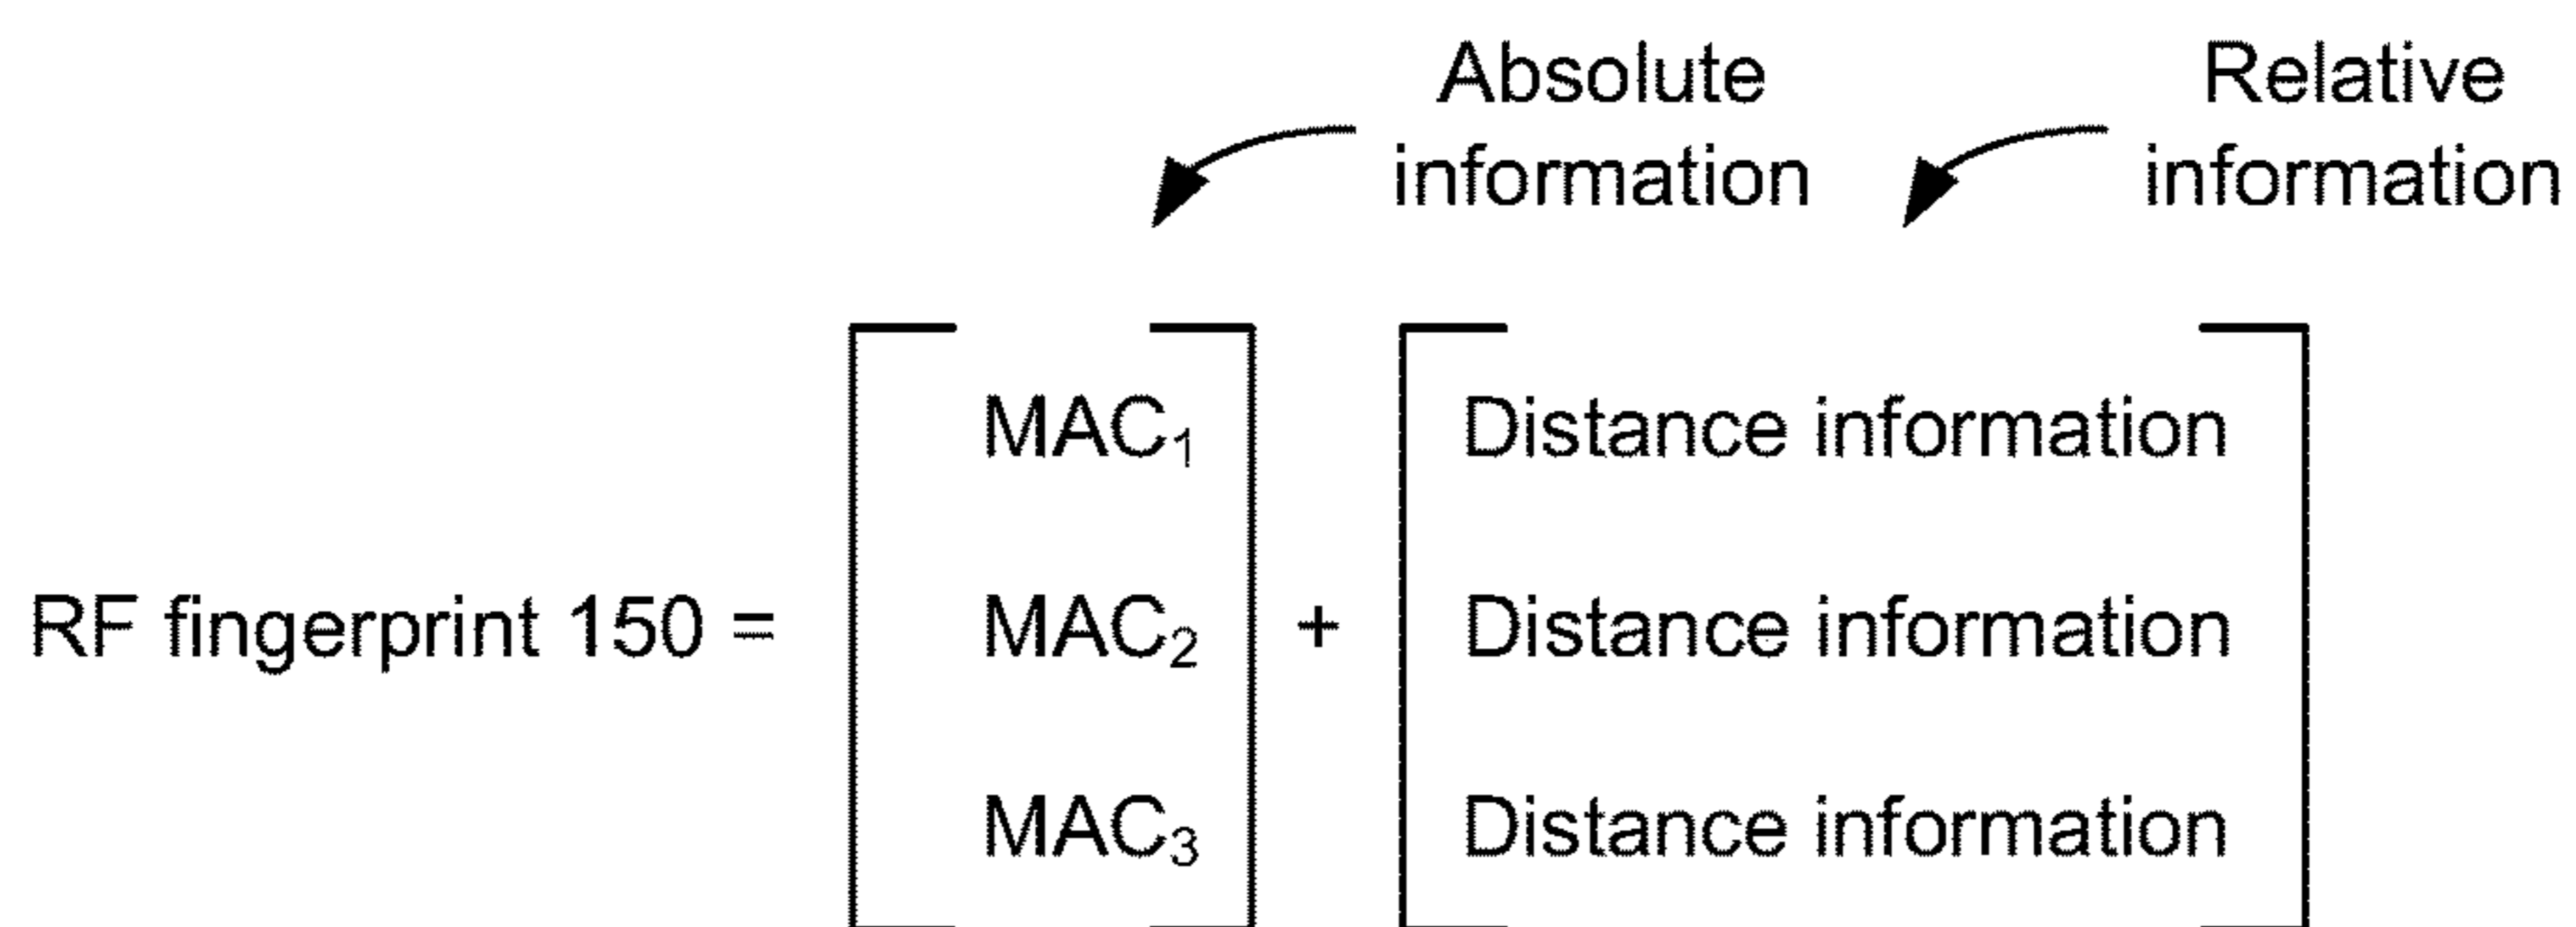 Absolute
information
Relative
information
RF fingerprint 150 =
MAC₁
MAC₂
MAC₃
+
Distance information
Distance information
Distance information